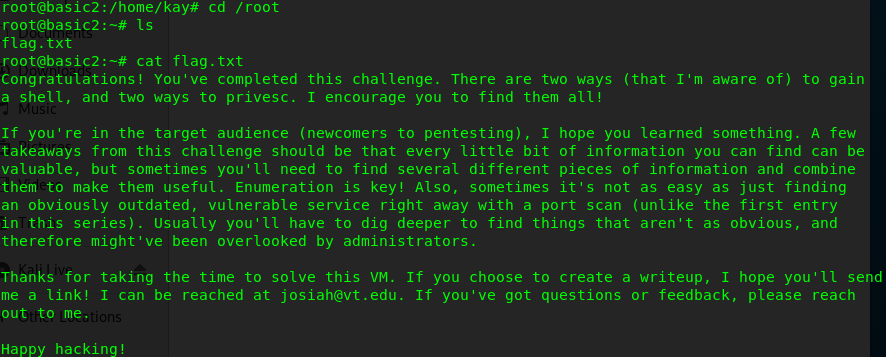 root@basic2:/home/kay# cd /root
root@basic2:~# ls
flag.txt
root@basic2:~# cat flag.txt
Congratulations! You've completed this challenge. There are two ways (that I'm aware of) to gain
a shell, and two ways to privesc. I encourage you to find them all!
Music
If you're in the target audience (newcomers to pentesting), I hope you learned something. A few
takeaways from this challenge should be that every little bit of information you can find can be
valuable, but sometimes you'll need to find several different pieces of information and combine
them to make them useful. Enumeration is key! Also, sometimes it's not as easy as just finding
an obviously outdated, vulnerable service right away with a port scan (unlike the first entry
in this series). Usually you'll have to dig deeper to find things that aren't as obvious, and
therefore might've been overlooked by administrators.
Kali Live
Thanks for taking the time to solve this VM. If you choose to create a writeup, I hope you'll send
me a link! I can be reached at josiah@vt.edu. If you've got questions or feedback, please reach
out to me.
Other Locations
Happy hacking!